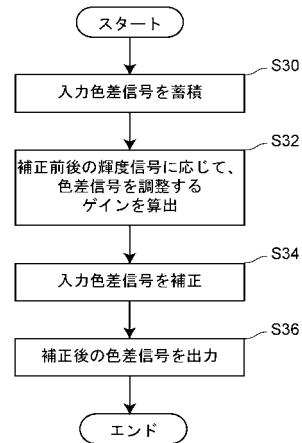 スタート
S30
入力色差信号を蓄積
S32
補正前後の輝度信号に応じて、
色差信号を調整する
ゲインを算出
S34
入力色差信号を補正
S36
補正後の色差信号を出力
エンド